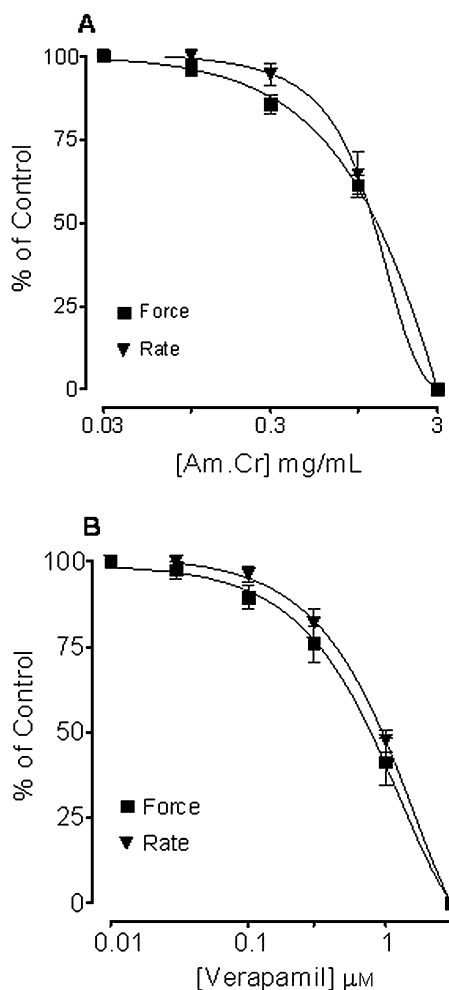 A
100
75
50
25
0
% of Control
Force
Rate
0.03
0.3
3
[Am.Cr] mg/mL
B
100
75
50
25
0
% of Control
Force
Rate
0.01
0.1
1
[Verapamil] µM